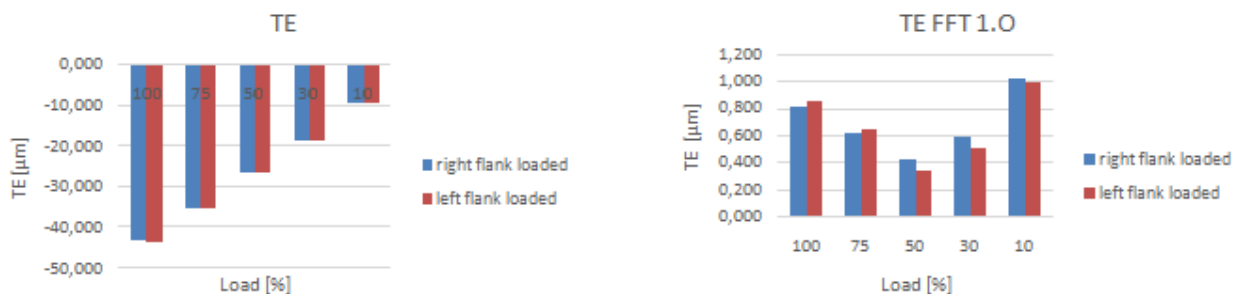 TE
0,000
-10,000
-20,000
-30,000
-40,000
-50,000
TE [µm]
100 75 50 30 10
Load [%]
right flank loaded
left flank loaded
TE FFT 1.O
1,200
1,000
0,800
0,600
0,400
0,200
0,000
TE [µm]
100 75 50 30 10
Load [%]
right flank loaded
left flank loaded